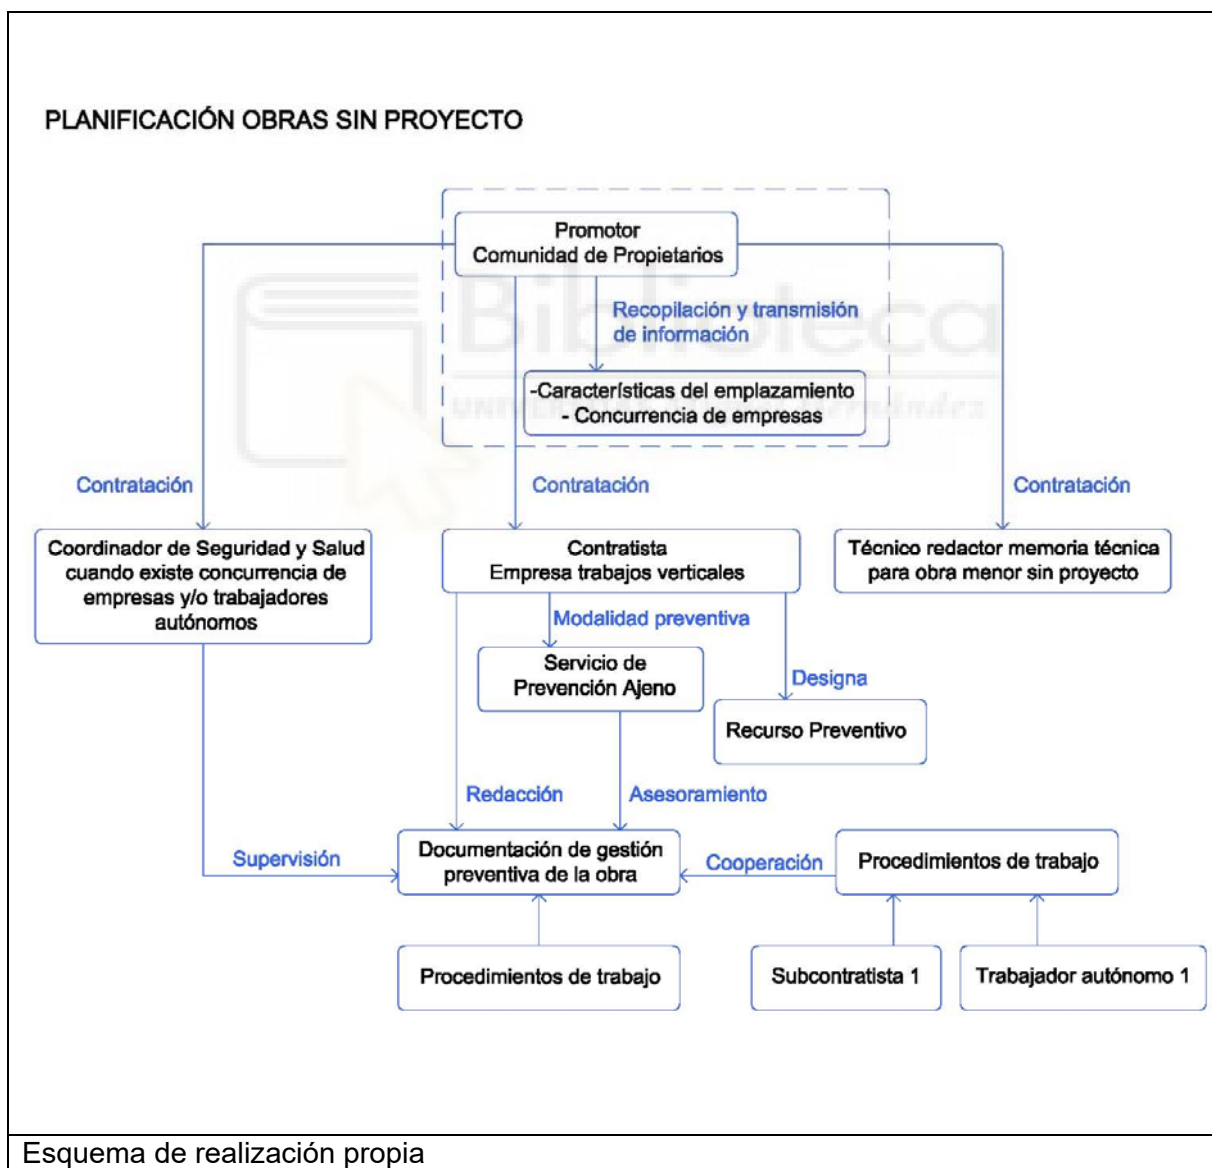 PLANIFICACIÓN OBRAS SIN PROYECTO
Promotor
Comunidad de Propietarios
Recopilación y transmisión
de información
-Características del emplazamiento
- Concurrencia de empresas
Biblioteca
UNIVERSITAS Miguel Hernández
Contratación
Contratación
Contratación
Coordinador de Seguridad y Salud
cuando existe concurrencia de
empresas y/o trabajadores
autónomos
Contratista
Empresa trabajos verticales
Técnico redactor memoria técnica
para obra menor sin proyecto
Modalidad preventiva
Servicio de
Prevención Ajeno
Designa
Recurso Preventivo
Redacción
Asesoramiento
Supervisión
Documentación de gestión
preventiva de la obra
Cooperación
Procedimientos de trabajo
Procedimientos de trabajo
Subcontratista 1
Trabajador autónomo 1
Esquema de realización propia